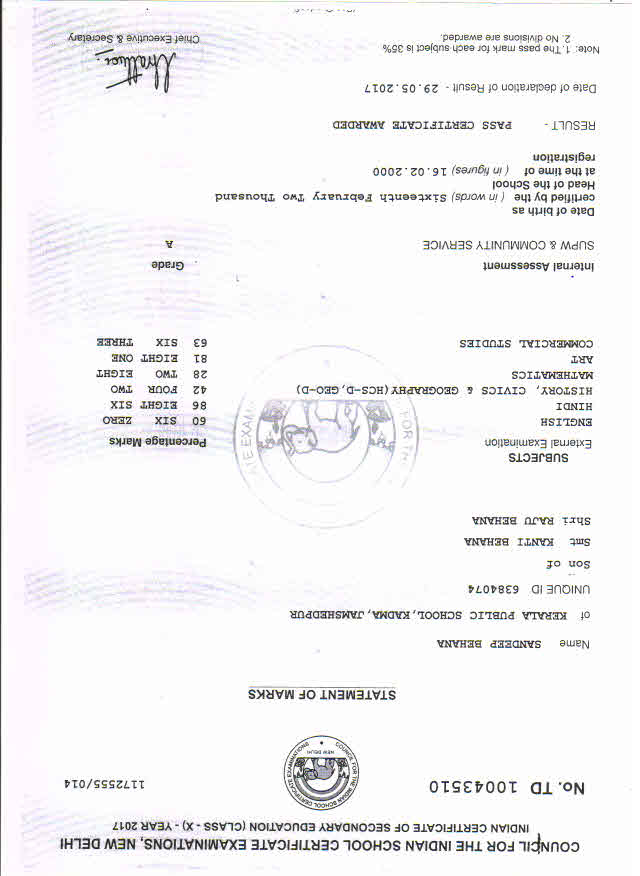 COUNCIL FOR THE INDIAN SCHOOL CERTIFICATE EXAMINATIONS, NEW DELHI
INDIAN CERTIFICATE OF SECONDARY EDUCATION (CLASS - X) - YEAR 2017
No. TD 10043510
1172555/014
COUNCIL FOR THE INDIAN SCHOOL CERTIFICATE EXAMINATIONS
NEW DELHI
STATEMENT OF MARKS
Name SANDEEP BEHANA
of KERALA PUBLIC SCHOOL, KADMA, JAMSHEDPUR
UNIQUE ID 6384074
Son of
Smt KANTI BEHANA
Shri RAJU BEHANA
SUBJECTS
External Examination Percentage Marks
ENGLISH 60 SIX ZERO
HINDI 86 EIGHT SIX
HISTORY, CIVICS & GEOGRAPHY(HCS-D,GEO-D) 42 FOUR TWO
MATHEMATICS 28 TWO EIGHT
ART 81 EIGHT ONE
COMMERCIAL STUDIES 63 SIX THREE
Internal Assessment Grade
SUPW & COMMUNITY SERVICE A
Date of birth as
certified by the (in words) Sixteenth February Two Thousand
Head of the School
at the time of (in figures) 16.02.2000
registration
RESULT - PASS CERTIFICATE AWARDED
Date of declaration of Result - 29.05.2017
Note: 1. The pass mark for each subject is 35%
2. No divisions are awarded.
Chief Executive & Secretary